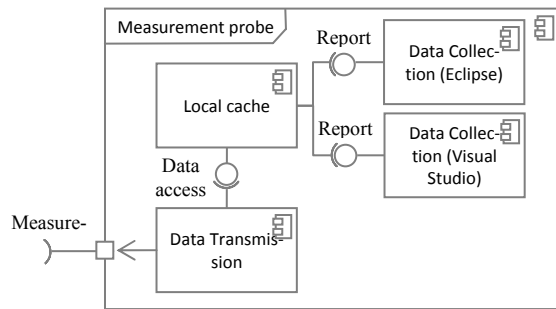 Measurement probe
Report
Data Collec-
tion (Eclipse)
Local cache
Report
Data Collec-
tion (Visual
Studio)
Data
access
Measure-
Data Transmis-
sion